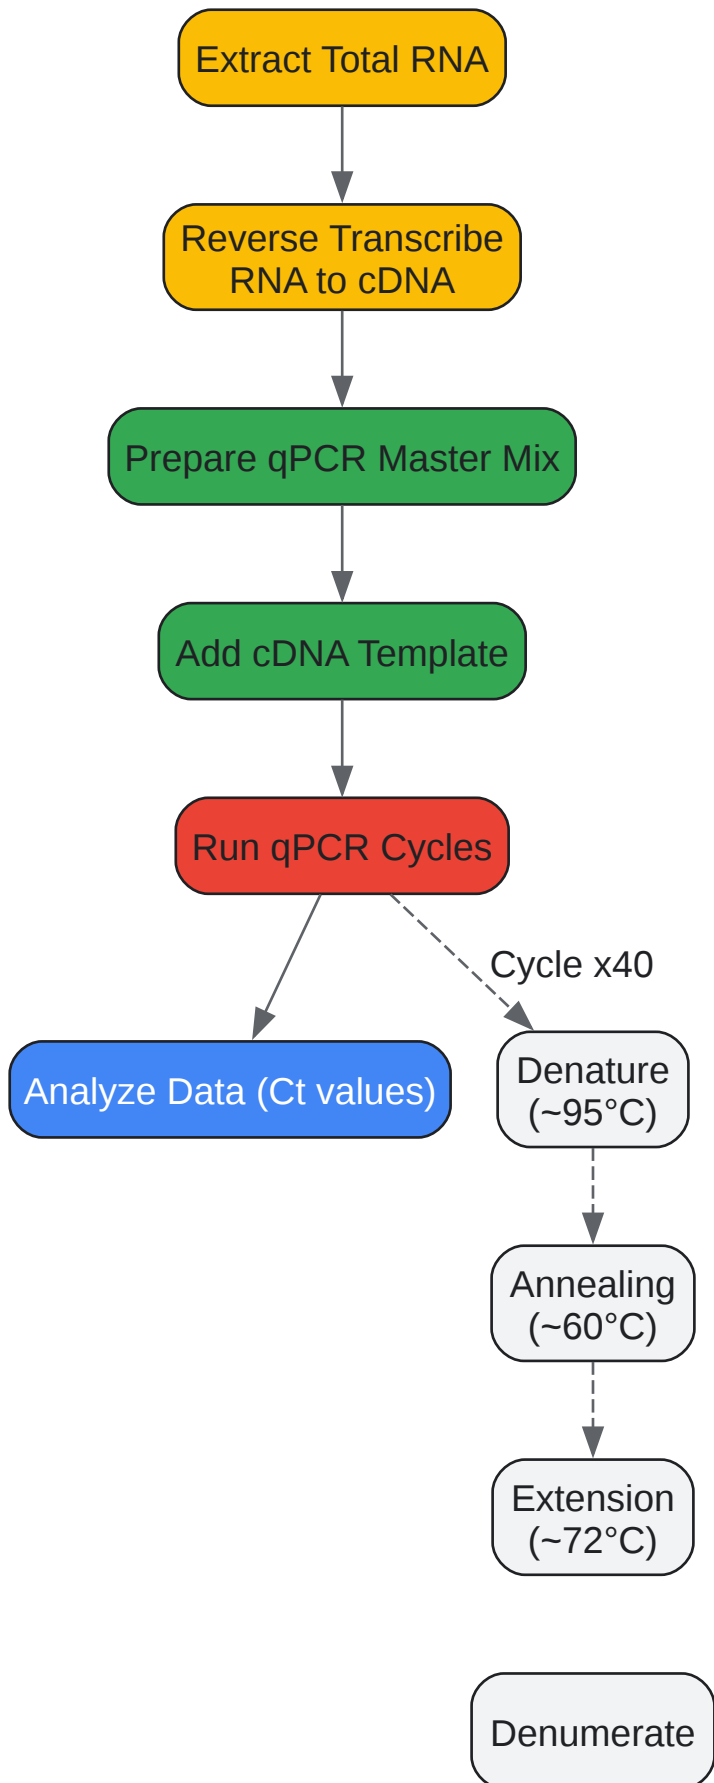 Extract Total RNA
Reverse Transcribe
RNA to cDNA
Prepare qPCR Master Mix
Add cDNA Template
Run qPCR Cycles
Cycle x40
Analyze Data (Ct values)
Denature
(~95°C)
Annealing
(~60°C)
Extension
(~72°C)
Denumerate